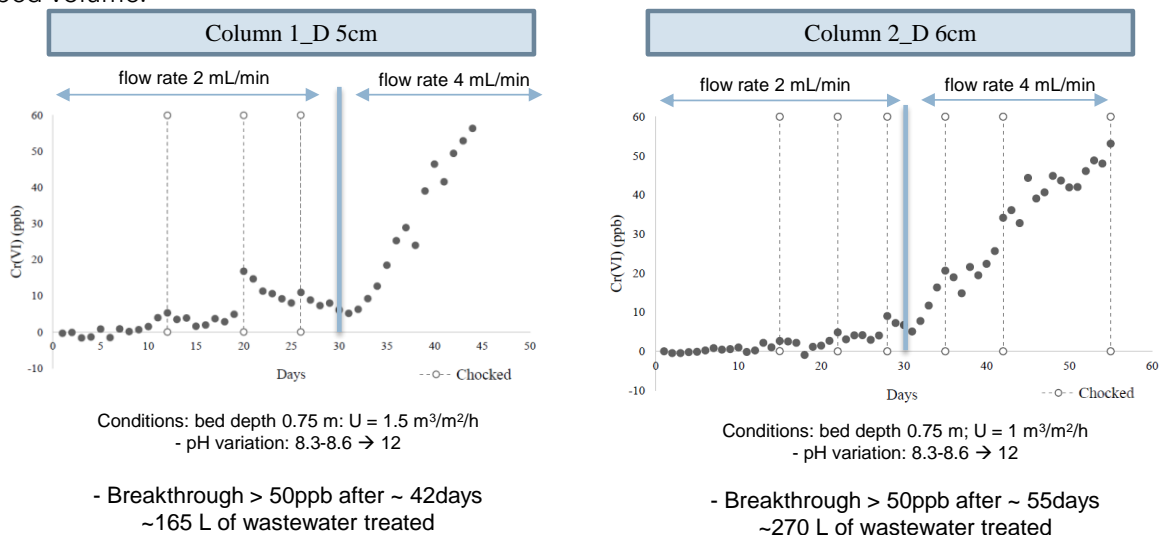 Column 1_D 5cm
flow rate 2 mL/min
flow rate 4 mL/min
60
50
40
30
20
10
0
-10
Cr(VI) (ppb)
0 5 10 15 20 25 30 35 40 45 50
Days
Chocked
Conditions: bed depth 0.75 m: U = 1.5 m³/m²/h
- pH variation: 8.3-8.6 → 12
- Breakthrough > 50ppb after ~ 42days
~165 L of wastewater treated
Column 2_D 6cm
flow rate 2 mL/min
flow rate 4 mL/min
60
50
40
30
20
10
0
-10
Cr(VI) (ppb)
0 10 20 30 40 50 60
Days
Chocked
Conditions: bed depth 0.75 m; U = 1 m³/m²/h
- pH variation: 8.3-8.6 → 12
- Breakthrough > 50ppb after ~ 55days
~270 L of wastewater treated